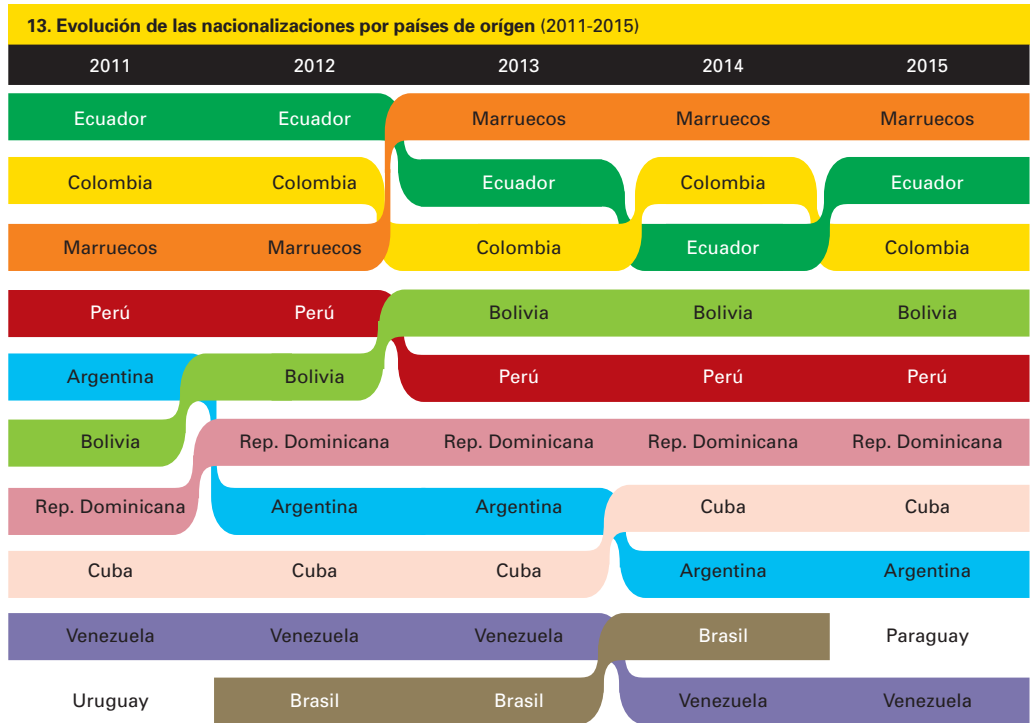 13. Evolución de las nacionalizaciones por países de orígen (2011-2015)
2011 2012 2013 2014 2015
Ecuador Ecuador Marruecos Marruecos Marruecos
Colombia Colombia Ecuador Colombia Ecuador
Marruecos Marruecos Colombia Ecuador Colombia
Perú Perú Bolivia Bolivia Bolivia
Argentina Bolivia Perú Perú Perú
Bolivia Rep. Dominicana Rep. Dominicana Rep. Dominicana Rep. Dominicana
Rep. Dominicana Argentina Argentina Cuba Cuba
Cuba Cuba Cuba Argentina Argentina
Venezuela Venezuela Venezuela Brasil Paraguay
Uruguay Brasil Brasil Venezuela Venezuela